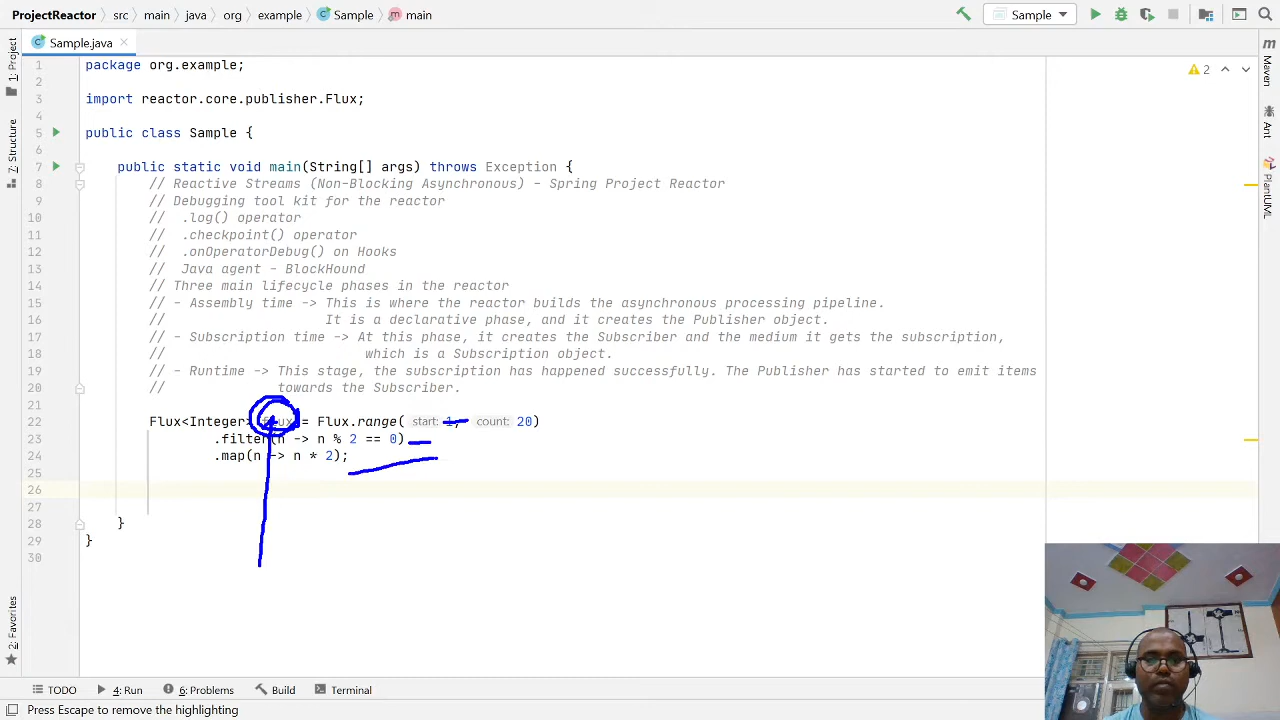 ProjectReactor src main java org example Sample main Sample
Sample.java
1: Project
7: Structure
2: Favorites
Maven
Ant
PlantUML
2
1 package org.example;
2
3 import reactor.core.publisher.Flux;
4
5 public class Sample {
6
7 public static void main(String[] args) throws Exception {
8 // Reactive Streams (Non-Blocking Asynchronous) - Spring Project Reactor
9 // Debugging tool kit for the reactor
10 // .log() operator
11 // .checkpoint() operator
12 // .onOperatorDebug() on Hooks
13 // Java agent - BlockHound
14 // Three main lifecycle phases in the reactor
15 // - Assembly time -> This is where the reactor builds the asynchronous processing pipeline.
16 // It is a declarative phase, and it creates the Publisher object.
17 // - Subscription time -> At this phase, it creates the Subscriber and the medium it gets the subscription,
18 // which is a Subscription object.
19 // - Runtime -> This stage, the subscription has happened successfully. The Publisher has started to emit items
20 // towards the Subscriber.
21
22 Flux<Integer> flux = Flux.range( start: 1, count: 20)
23 .filter(n -> n % 2 == 0)
24 .map(n -> n * 2);
25
26
27
28 }
29 }
30
TODO 4: Run 6: Problems Build Terminal
Press Escape to remove the highlighting